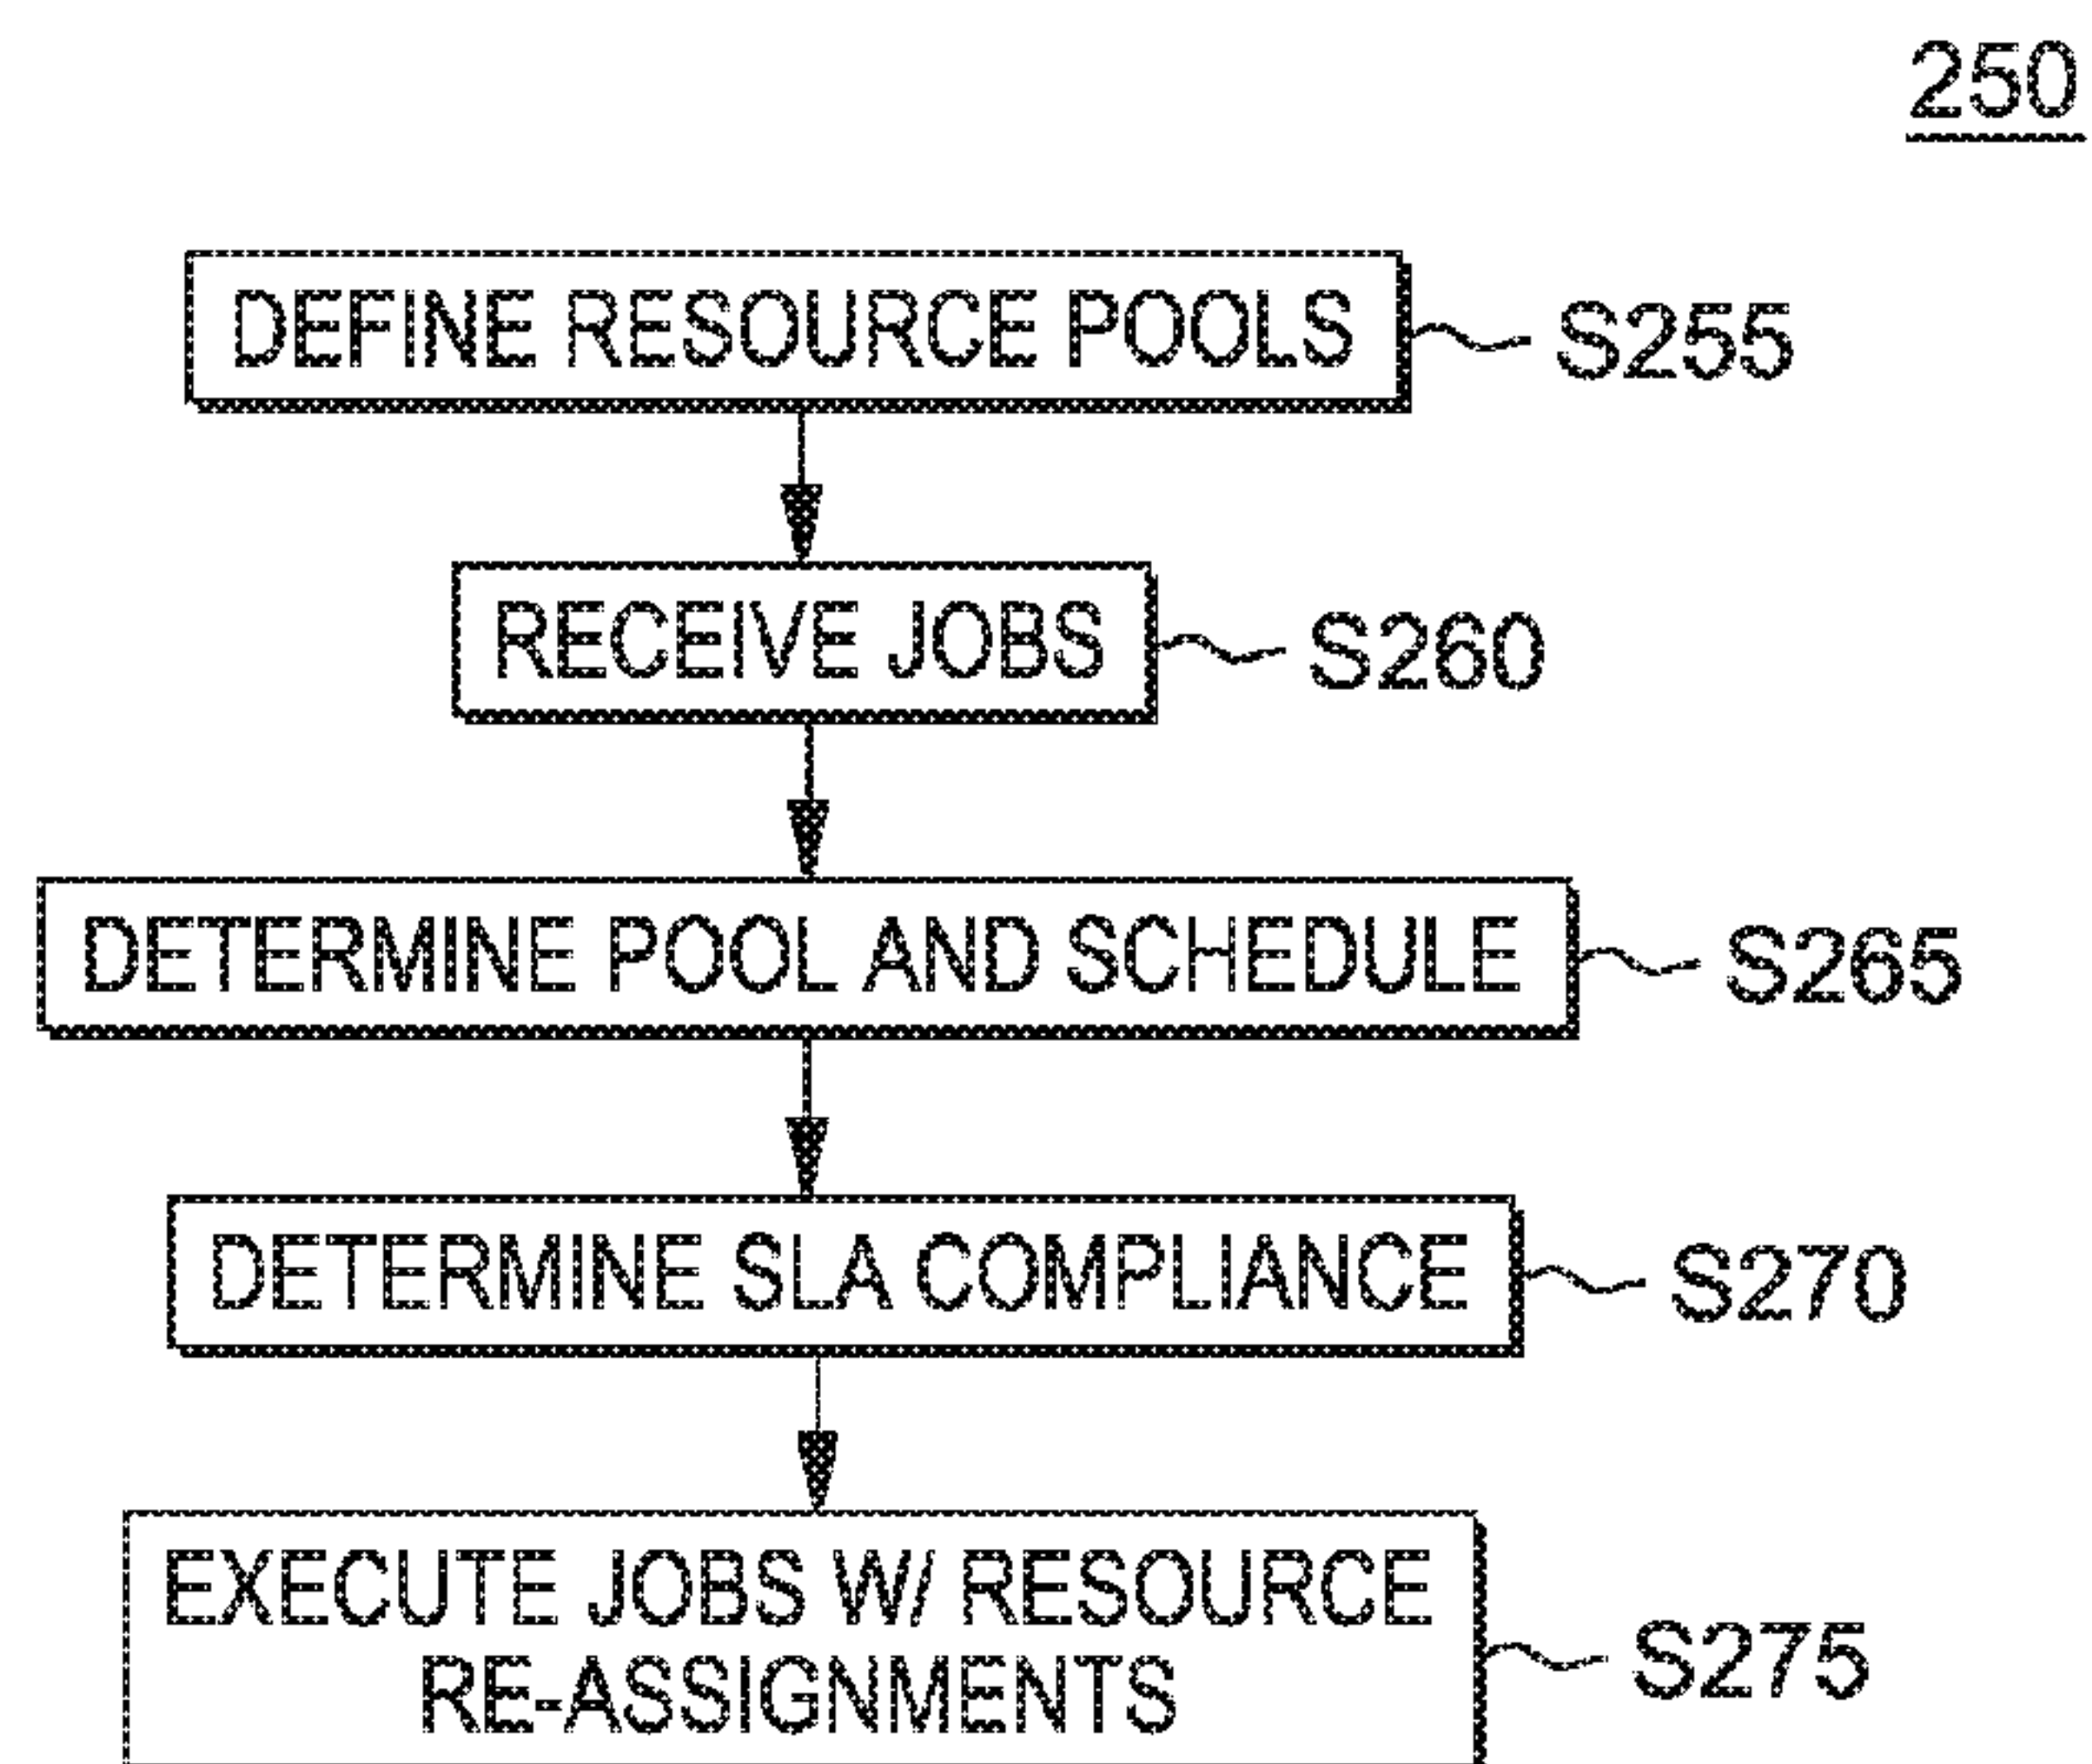 250
DEFINE RESOURCE POOLS
S255
RECEIVE JOBS
S260
DETERMINE POOL AND SCHEDULE
S265
DETERMINE SLA COMPLIANCE
S270
EXECUTE JOBS W/ RESOURCE
RE-ASSIGNMENTS
S275